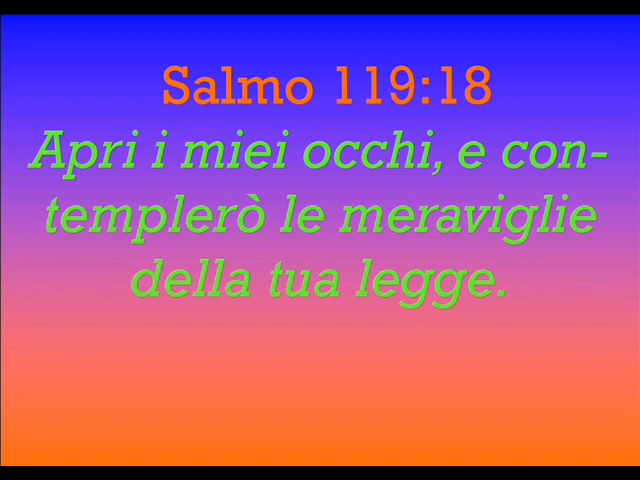 Salmo 119:18
Apri i miei occhi, e con-
templerò le meraviglie
della tua legge.